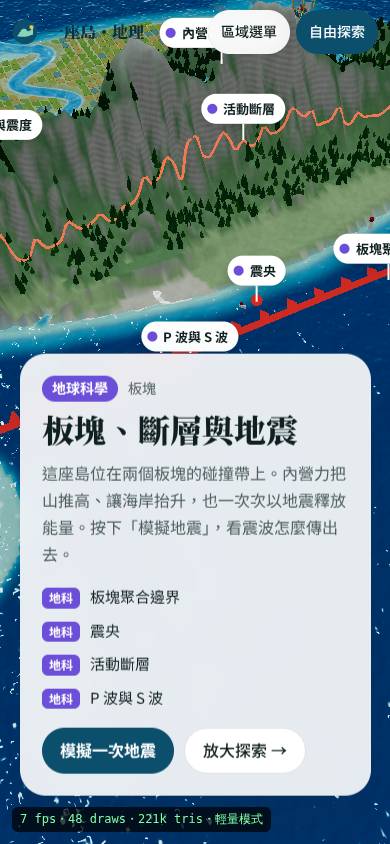 座島・地理
內營
區域選單
自由探索
活動斷層
與震度
板塊聚
震央
P 波與 S 波
地球科學 板塊
板塊、斷層與地震
這座島位在兩個板塊的碰撞帶上。內營力把
山推高、讓海岸抬升，也一次次以地震釋放
能量。按下「模擬地震」，看震波怎麼傳出
去。
地科 板塊聚合邊界
地科 震央
地科 活動斷層
地科 P 波與 S 波
模擬一次地震
放大探索 →
7 fps · 48 draws · 221k tris · 輕量模式